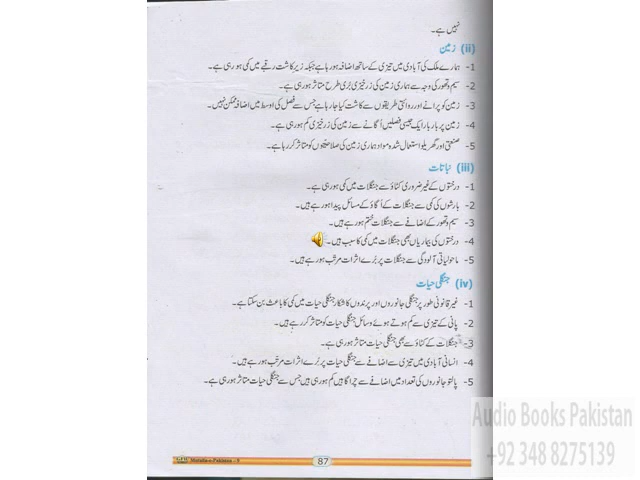 نہیں ہے۔
(ii) زمین
1- ہمارے ملک کی آبادی میں تیزی کے ساتھ اضافہ ہو رہا ہے جبکہ زیر کاشت رقبے میں کمی ہو رہی ہے۔
2- سیم و تھور کی وجہ سے ہماری زمین کی زرخیزی بُری طرح متاثر ہو رہی ہے۔
3- زمین کو پرانے اور روائتی طریقوں سے کاشت کیا جا رہا ہے جس سے فصل کی اوسط میں اضافہ ممکن نہیں۔
4- زمین پر بار بار ایک جیسی فصلیں اُگانے سے زمین کی زرخیزی کم ہو رہی ہے۔
5- صنعتی اور گھریلو استعمال شدہ مواد ہماری زمین کی صلاحیتوں کو متاثر کر رہا ہے۔
(iii) نباتات
1- درختوں کے غیر ضروری کٹاؤ سے جنگلات میں کمی ہو رہی ہے۔
2- بارشوں کی کمی سے جنگلات کے اُگاؤ کے مسائل پیدا ہو رہے ہیں۔
3- سیم و تھور کے اضافے سے جنگلات ختم ہو رہے ہیں۔
4- درختوں کی بیماریاں بھی جنگلات میں کمی کا سبب ہیں۔
5- ماحولیاتی آلودگی سے جنگلات پر بُرے اثرات مرتب ہو رہے ہیں۔
(iv) جنگلی حیات
1- غیر قانونی طور پر جنگلی جانوروں اور پرندوں کا شکار جنگلی حیات میں کمی کا باعث بن سکتا ہے۔
2- پانی کے تیزی سے کم ہوتے ہوئے وسائل جنگلی حیات کو متاثر کر رہے ہیں۔
3- جنگلات کے کٹاؤ سے بھی جنگلی حیات متاثر ہو رہی ہے۔
4- انسانی آبادی میں تیزی سے اضافے سے جنگلی حیات پر بُرے اثرات مرتب ہو رہے ہیں۔
5- پالتو جانوروں کی تعداد میں اضافے سے چراگاہیں کم ہو رہی ہیں جس سے جنگلی حیات متاثر ہو رہی ہے۔
Mutalia-e-Pakistan - 9
87
Audio Books Pakistan
+92 348 8275139